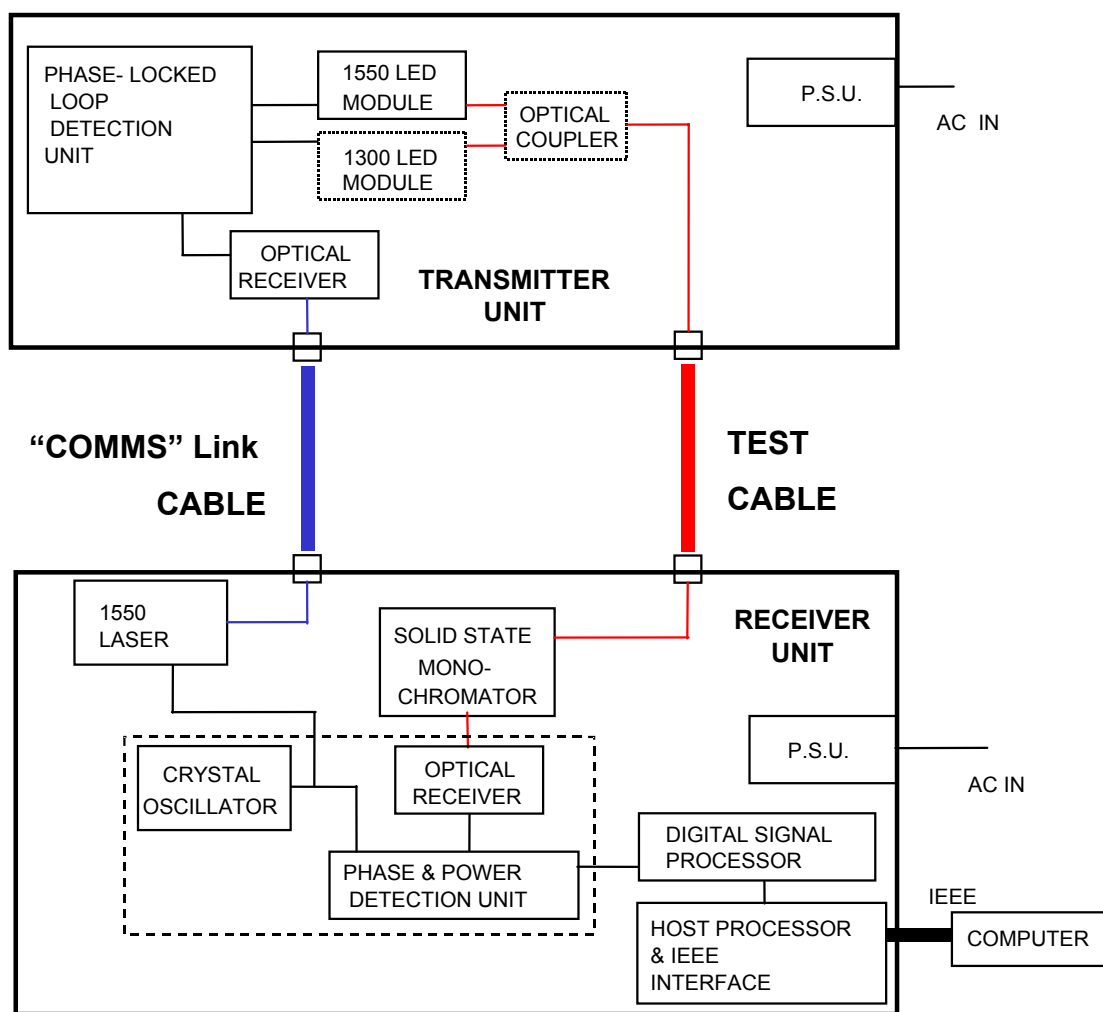 PHASE- LOCKED
LOOP
DETECTION
UNIT
1550 LED
MODULE
1300 LED
MODULE
OPTICAL
COUPLER
P.S.U.
AC IN
OPTICAL
RECEIVER
TRANSMITTER
UNIT
“COMMS” Link
CABLE
TEST
CABLE
1550
LASER
SOLID STATE
MONO-
CHROMATOR
RECEIVER
UNIT
P.S.U.
AC IN
CRYSTAL
OSCILLATOR
OPTICAL
RECEIVER
PHASE & POWER
DETECTION UNIT
DIGITAL SIGNAL
PROCESSOR
HOST PROCESSOR
& IEEE
INTERFACE
IEEE
COMPUTER